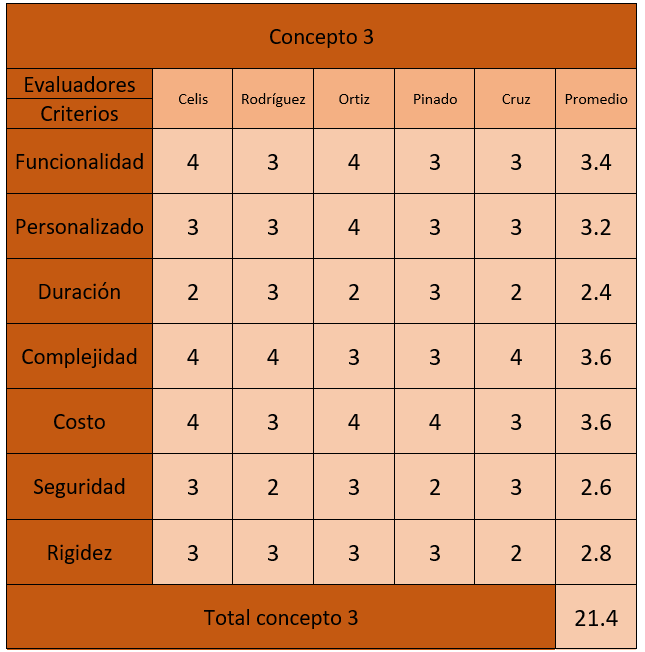 Concepto 3
Evaluadores
Criterios
Celis Rodríguez Ortiz Pinado Cruz Promedio
Funcionalidad 4 3 4 3 3 3.4
Personalizado 3 3 4 3 3 3.2
Duración 2 3 2 3 2 2.4
Complejidad 4 4 3 3 4 3.6
Costo 4 3 4 4 3 3.6
Seguridad 3 2 3 2 3 2.6
Rigidez 3 3 3 3 2 2.8
Total concepto 3 21.4